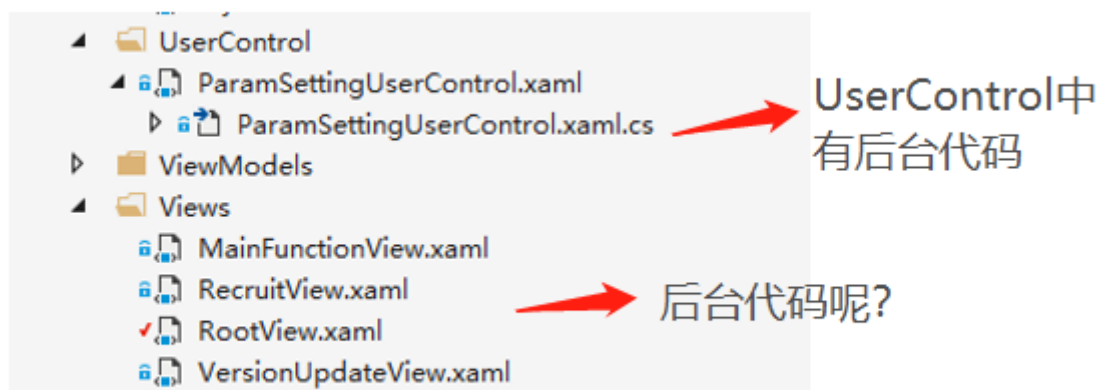 UserControl
ParamSettingUserControl.xaml
ParamSettingUserControl.xaml.cs
UserControl中
有后台代码
ViewModels
Views
MainFunctionView.xaml
RecruitView.xaml
后台代码呢?
RootView.xaml
VersionUpdateView.xaml